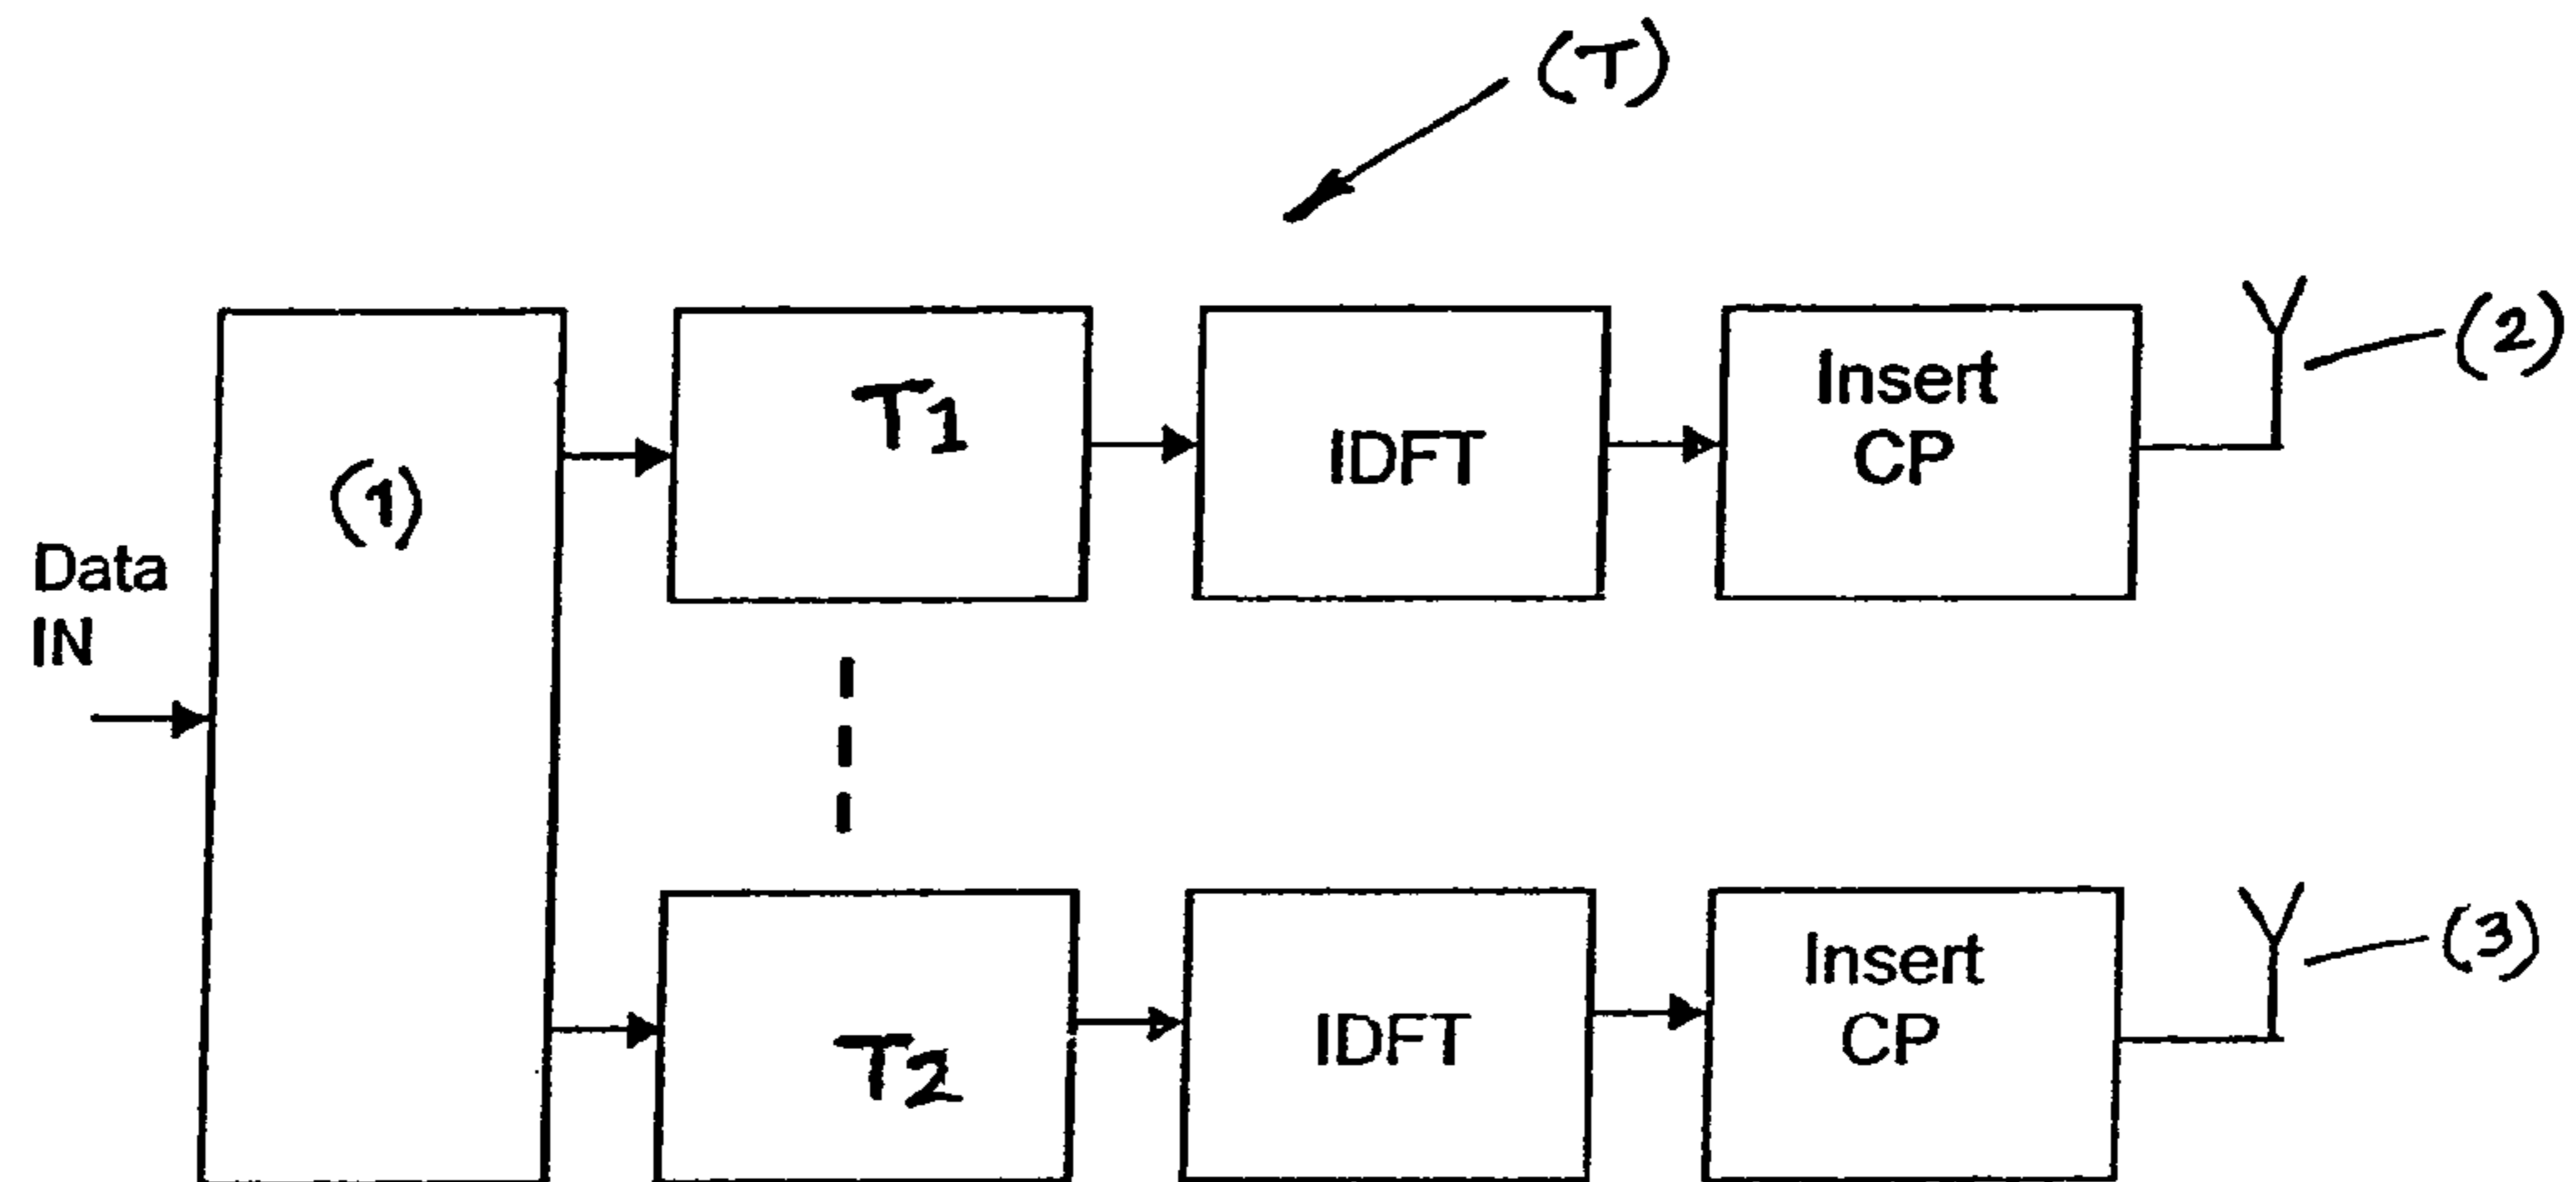 (T)
(2)
T1
IDFT
Insert
CP
(1)
Data
IN
(3)
T2
IDFT
Insert
CP